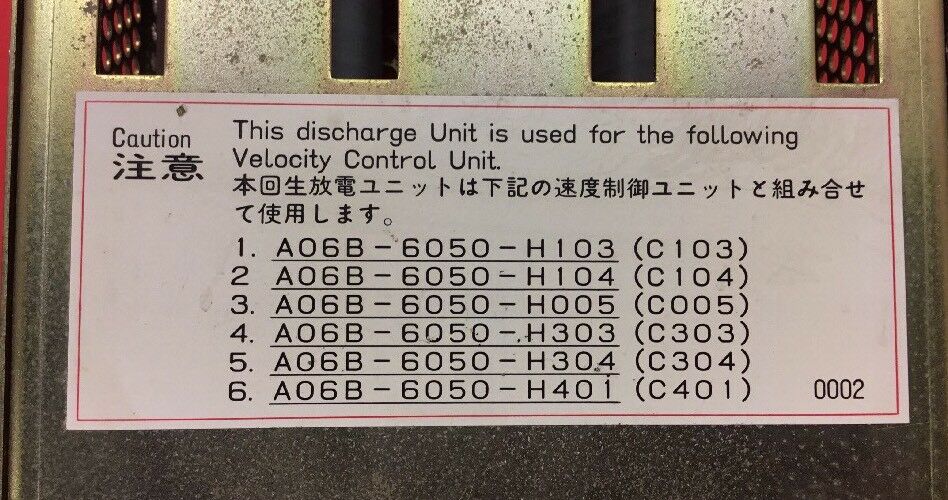 Caution
注意
This discharge Unit is used for the following
Velocity Control Unit.
本回生放電ユニットは下記の速度制御ユニットと組み合せ
て使用します。
1. A06B-6050-H103 (C103)
2 A06B-6050-H104 (C104)
3. A06B-6050-H005 (C005)
4. A06B-6050-H303 (C303)
5. A06B-6050-H304 (C304)
6. A06B-6050-H401 (C401)
0002